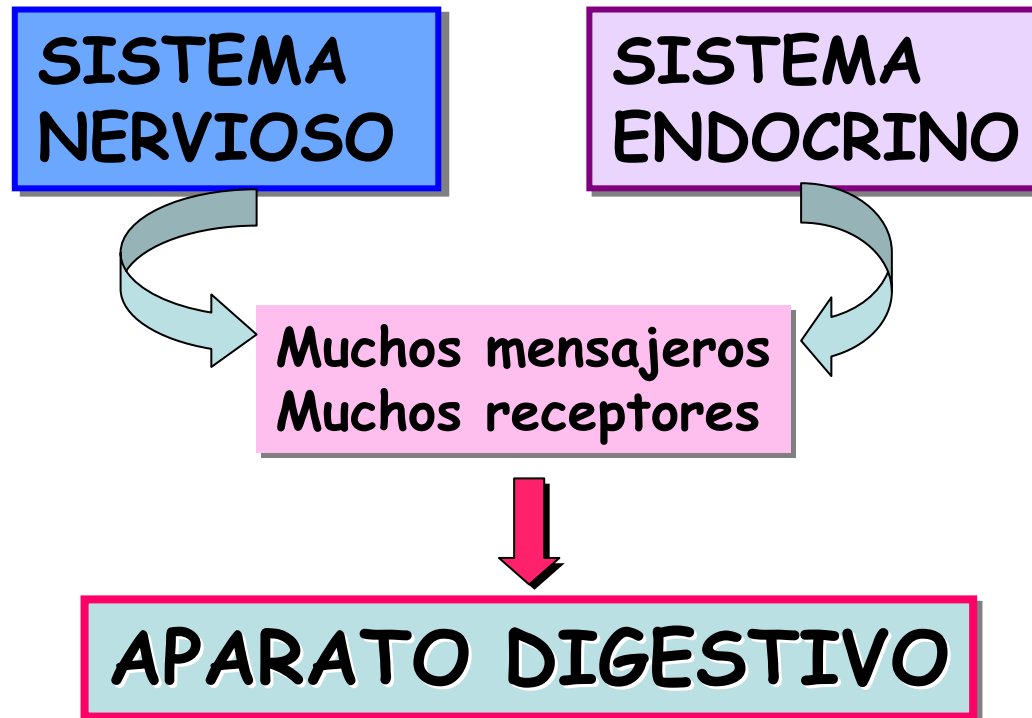 SISTEMA
NERVIOSO
SISTEMA
ENDOCRINO
Muchos mensajeros
Muchos receptores
APARATO DIGESTIVO